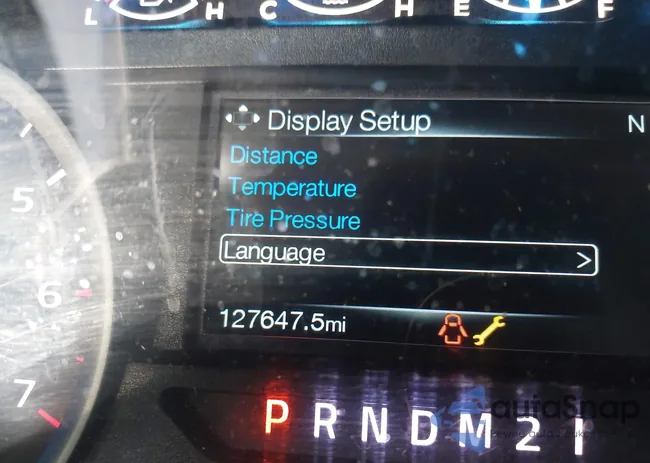 L H C H E F
Display Setup N
Distance
Temperature
Tire Pressure
Language >
127647.5mi
5
6
7
P R N D M 2 1
autoSnap